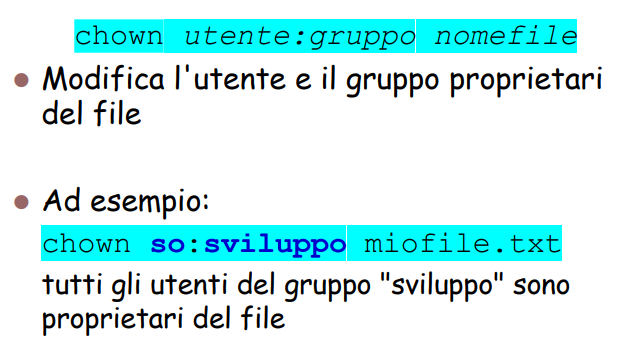 chown utente:gruppo nomefile
● Modifica l'utente e il gruppo proprietari
del file
● Ad esempio:
chown so:sviluppo miofile.txt
tutti gli utenti del gruppo "sviluppo" sono
proprietari del file